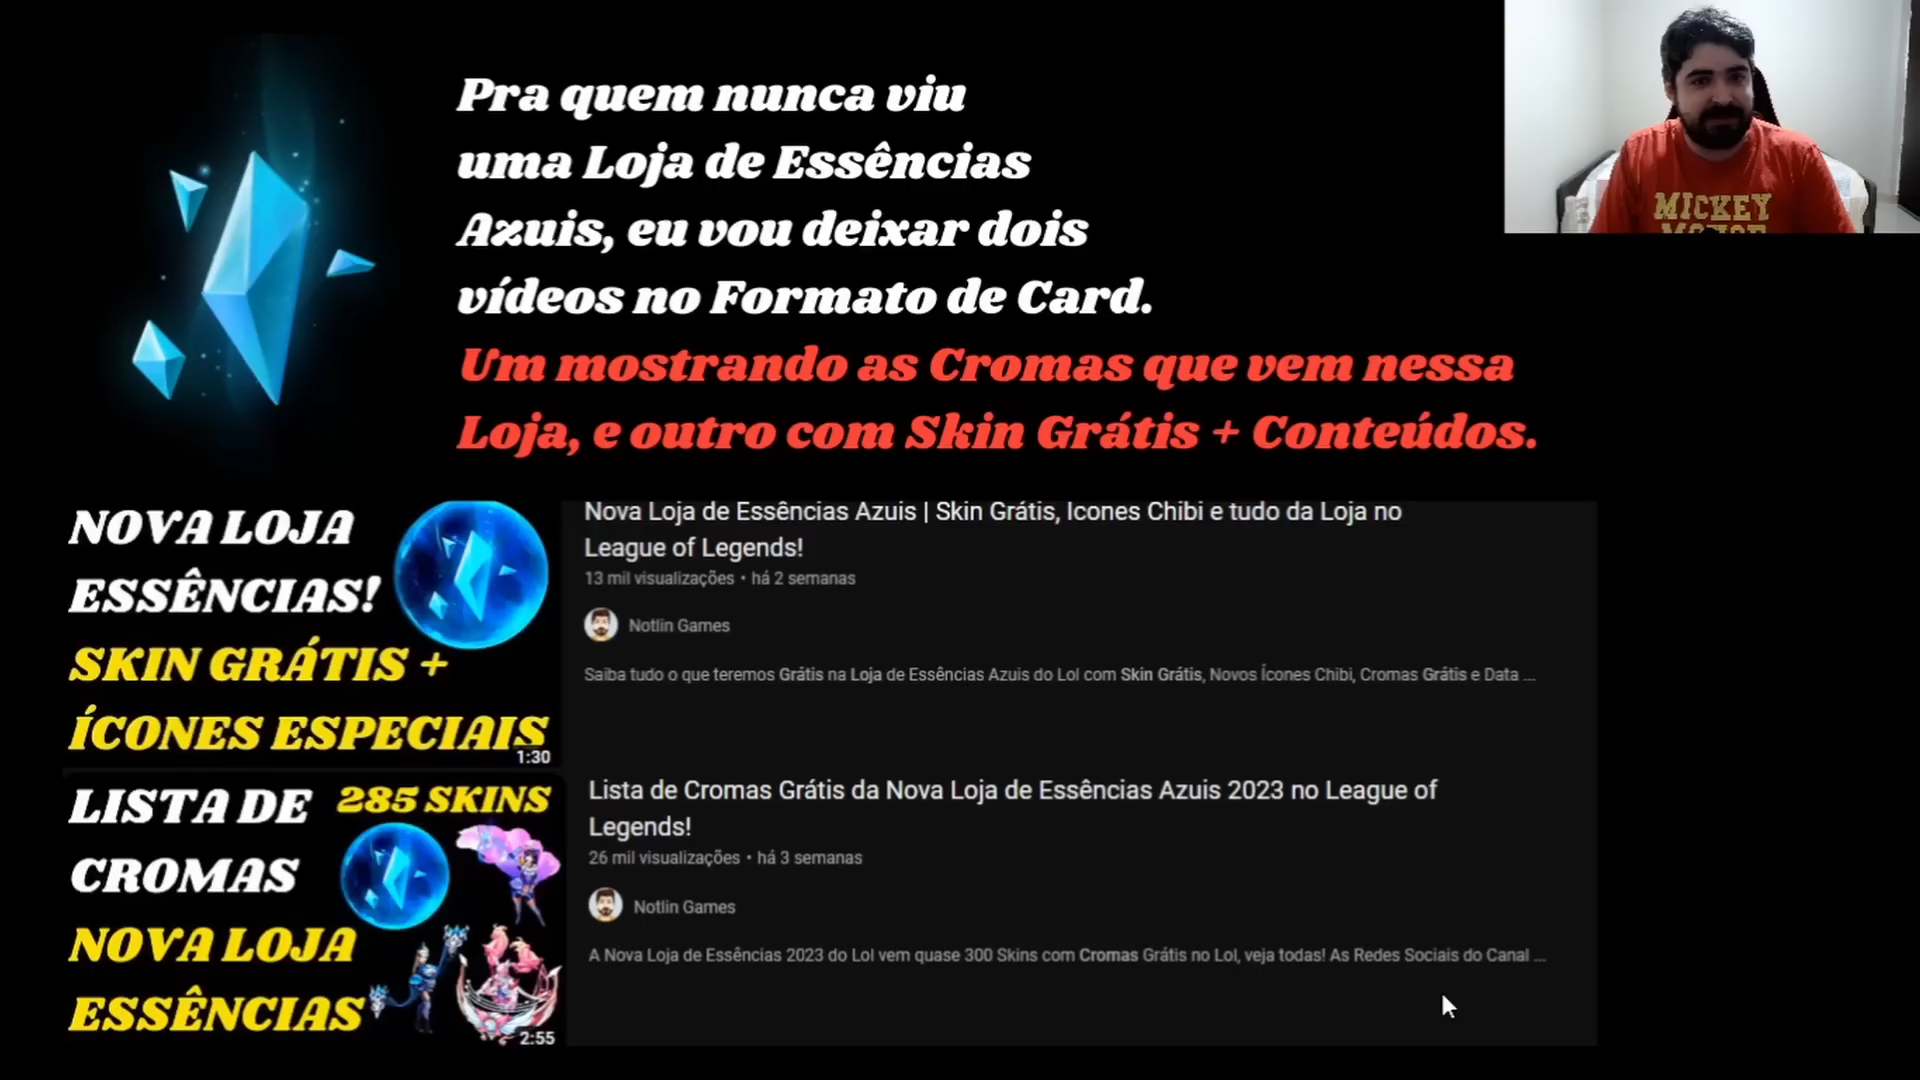 Pra quem nunca viu
uma Loja de Essências
Azuis, eu vou deixar dois
vídeos no Formato de Card.
Um mostrando as Cromas que vem nessa
Loja, e outro com Skin Grátis + Conteúdos.
MICKEY
MOUSE
NOVA LOJA
ESSÊNCIAS!
SKIN GRÁTIS +
ÍCONES ESPECIAIS
1:30
Nova Loja de Essências Azuis | Skin Grátis, Icones Chibi e tudo da Loja no
League of Legends!
13 mil visualizações • há 2 semanas
Notlin Games
Saiba tudo o que teremos Grátis na Loja de Essências Azuis do Lol com Skin Grátis, Novos Ícones Chibi, Cromas Grátis e Data ...
LISTA DE 285 SKINS
CROMAS
NOVA LOJA
ESSÊNCIAS
2:55
Lista de Cromas Grátis da Nova Loja de Essências Azuis 2023 no League of
Legends!
26 mil visualizações • há 3 semanas
Notlin Games
A Nova Loja de Essências 2023 do Lol vem quase 300 Skins com Cromas Grátis no Lol, veja todas! As Redes Sociais do Canal ...